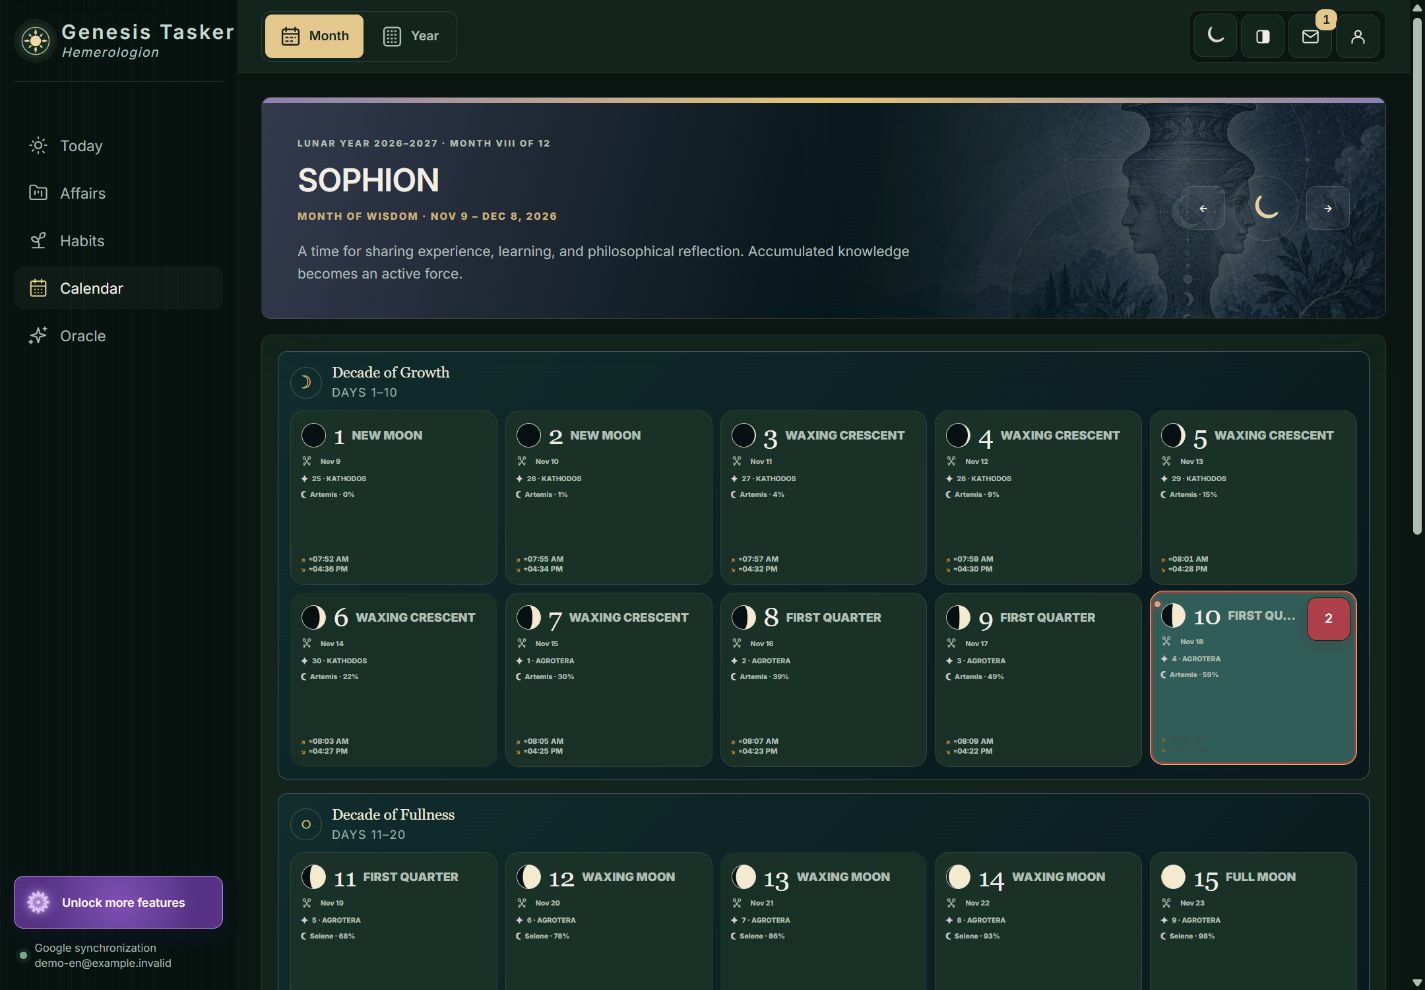 Genesis Tasker
Hemerologion
Today
Affairs
Habits
Calendar
Oracle
Unlock more features
Google synchronization
demo-en@example.invalid
Month
Year
1
LUNAR YEAR 2026–2027 · MONTH VIII OF 12
SOPHION
MONTH OF WISDOM · NOV 9 – DEC 8, 2026
A time for sharing experience, learning, and philosophical reflection. Accumulated knowledge
becomes an active force.
Decade of Growth
DAYS 1–10
1 NEW MOON
Nov 9
25 · KATHODOS
Artemis · 0%
≈07:52 AM
≈04:36 PM
2 NEW MOON
Nov 10
26 · KATHODOS
Artemis · 1%
≈07:55 AM
≈04:34 PM
3 WAXING CRESCENT
Nov 11
27 · KATHODOS
Artemis · 4%
≈07:57 AM
≈04:32 PM
4 WAXING CRESCENT
Nov 12
28 · KATHODOS
Artemis · 9%
≈07:59 AM
≈04:30 PM
5 WAXING CRESCENT
Nov 13
29 · KATHODOS
Artemis · 15%
≈08:01 AM
≈04:28 PM
6 WAXING CRESCENT
Nov 14
30 · KATHODOS
Artemis · 22%
≈08:03 AM
≈04:27 PM
7 WAXING CRESCENT
Nov 15
1 · AGROTERA
Artemis · 30%
≈08:05 AM
≈04:25 PM
8 FIRST QUARTER
Nov 16
2 · AGROTERA
Artemis · 39%
≈08:07 AM
≈04:23 PM
9 FIRST QUARTER
Nov 17
3 · AGROTERA
Artemis · 49%
≈08:09 AM
≈04:22 PM
10 FIRST QU...
2
Nov 18
4 · AGROTERA
Artemis · 59%
Decade of Fullness
DAYS 11–20
11 FIRST QUARTER
Nov 19
5 · AGROTERA
Selene · 68%
12 WAXING MOON
Nov 20
6 · AGROTERA
Selene · 78%
13 WAXING MOON
Nov 21
7 · AGROTERA
Selene · 86%
14 WAXING MOON
Nov 22
8 · AGROTERA
Selene · 93%
15 FULL MOON
Nov 23
9 · AGROTERA
Selene · 98%